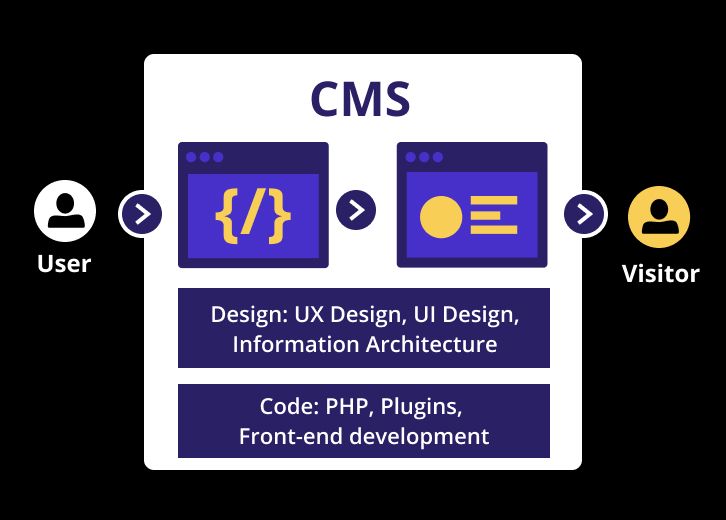 CMS
{/}
User
Visitor
Design: UX Design, UI Design,
Information Architecture
Code: PHP, Plugins,
Front-end development